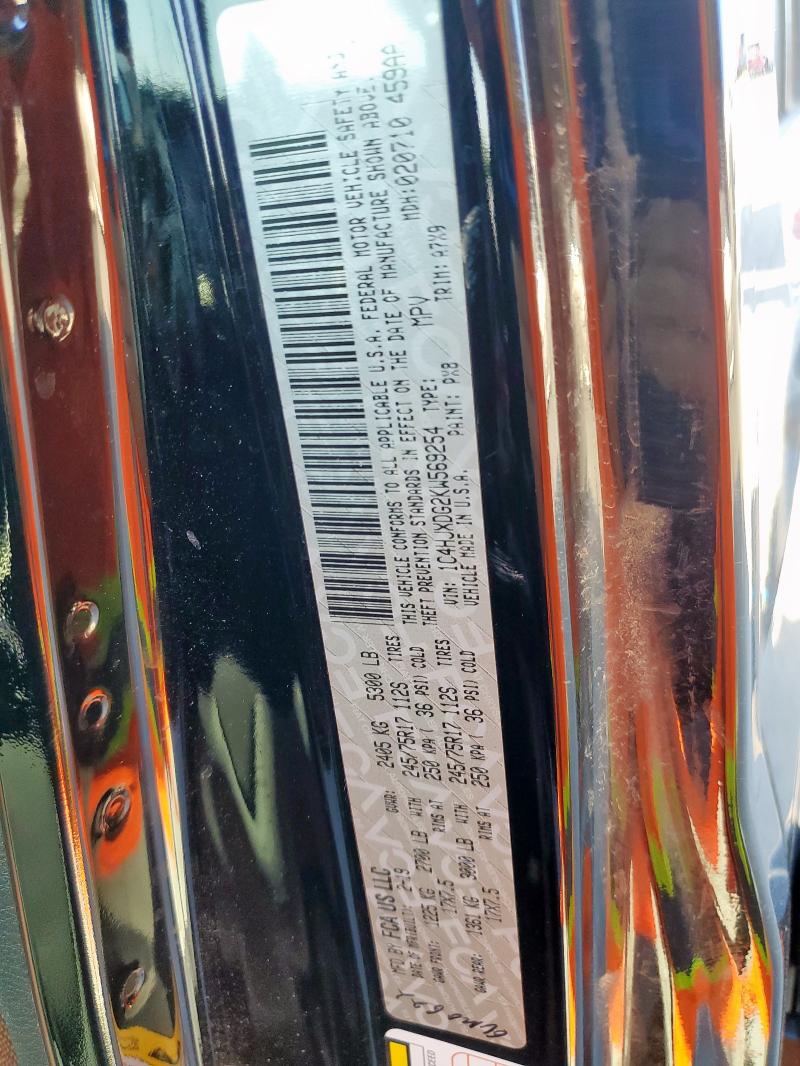 MFD BY FCA US LLC
DATE OF MFR: 2-19 GVWR: 2405 KG 5300 LB
GAWR FRONT: 1225 KG 2700 LB WITH 245/75R17 112S TIRES
17X7.5 RIMS AT 250 KPA ( 36 PSI) COLD
GAWR REAR: 1361 KG 3000 LB WITH 245/75R17 112S TIRES
17X7.5 RIMS AT 250 KPA ( 36 PSI) COLD
THIS VEHICLE CONFORMS TO ALL APPLICABLE U.S.A. FEDERAL MOTOR VEHICLE SAFETY AND
THEFT PREVENTION STANDARDS IN EFFECT ON THE DATE OF MANUFACTURE SHOWN ABOVE.
VIN: 1C4HJXDG2KW569254 TYPE: MPV MDH:020710 459AA
VEHICLE MADE IN U.S.A. PAINT: PX8 TRIM: A7X9